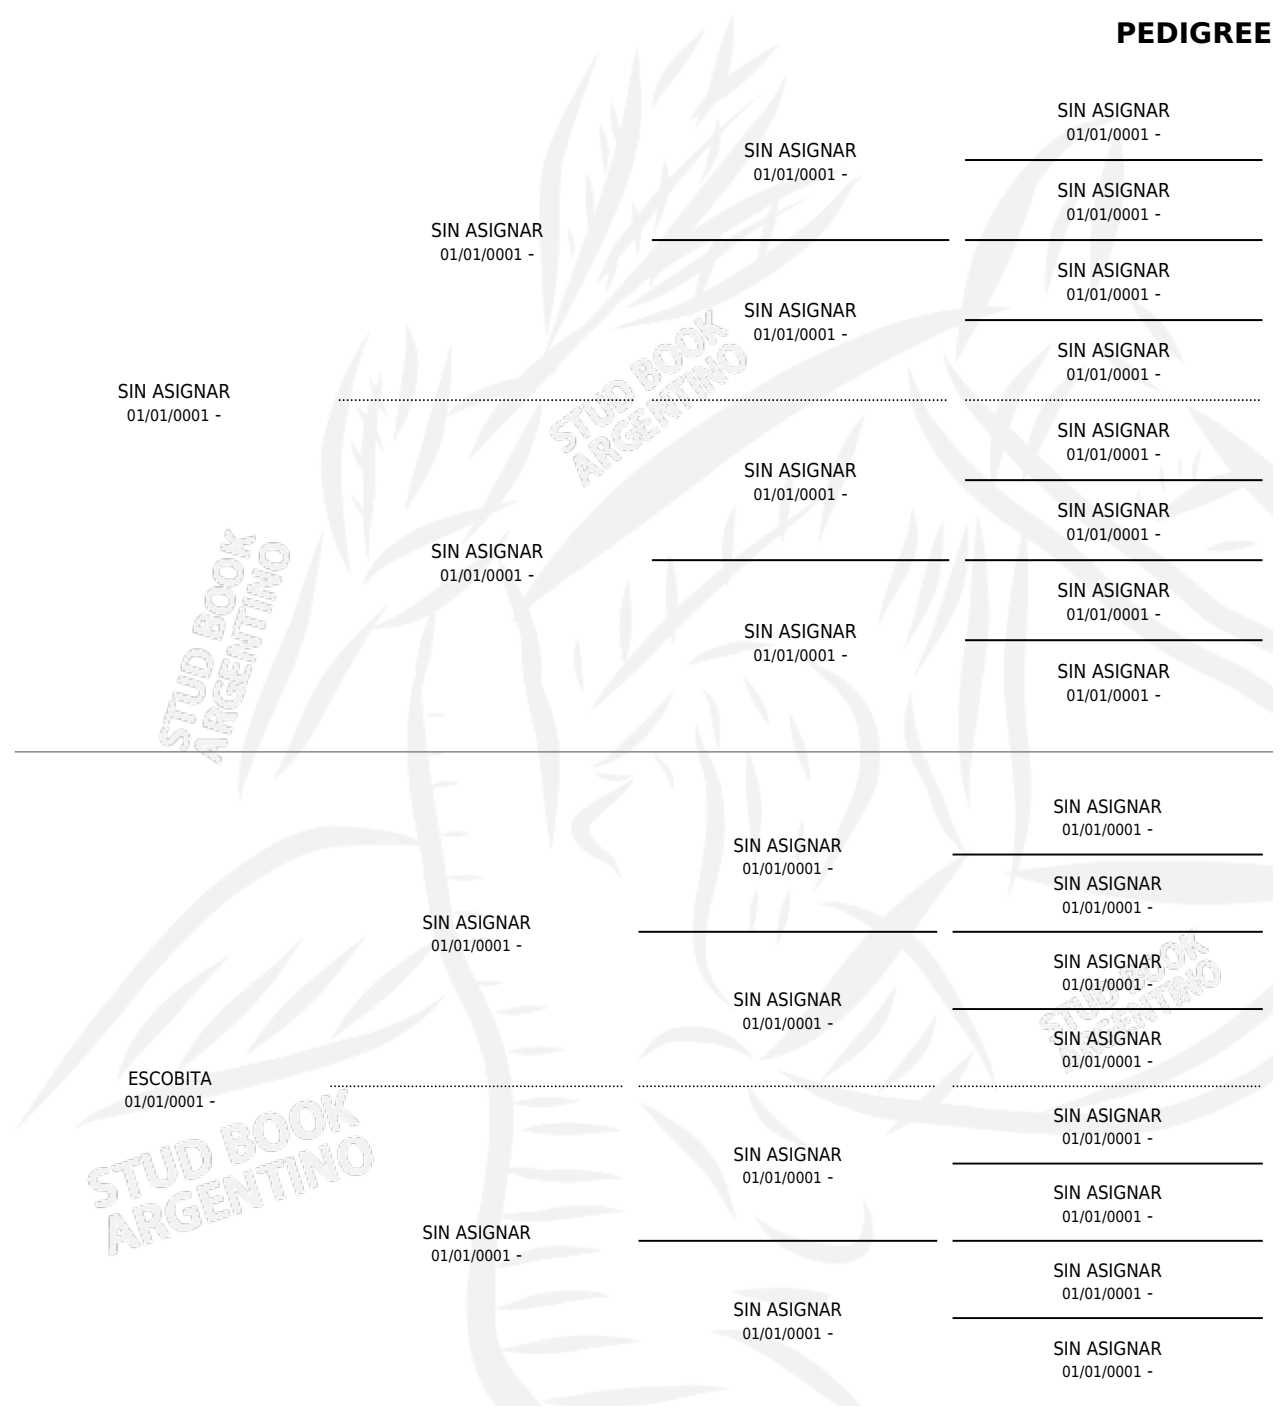 PEDIGREE
SIN ASIGNAR
01/01/0001 -
SIN ASIGNAR
01/01/0001 -
SIN ASIGNAR
01/01/0001 -
SIN ASIGNAR
01/01/0001 -
SIN ASIGNAR
01/01/0001 -
SIN ASIGNAR
01/01/0001 -
SIN ASIGNAR
01/01/0001 -
SIN ASIGNAR
01/01/0001 -
SIN ASIGNAR
01/01/0001 -
SIN ASIGNAR
01/01/0001 -
SIN ASIGNAR
01/01/0001 -
SIN ASIGNAR
01/01/0001 -
SIN ASIGNAR
01/01/0001 -
SIN ASIGNAR
01/01/0001 -
SIN ASIGNAR
01/01/0001 -
STUD BOOK
ARGENTINO
STUD BOOK
ARGENTINO
SIN ASIGNAR
01/01/0001 -
SIN ASIGNAR
01/01/0001 -
SIN ASIGNAR
01/01/0001 -
SIN ASIGNAR
01/01/0001 -
SIN ASIGNAR
01/01/0001 -
SIN ASIGNAR
01/01/0001 -
SIN ASIGNAR
01/01/0001 -
ESCOBITA
01/01/0001 -
SIN ASIGNAR
01/01/0001 -
SIN ASIGNAR
01/01/0001 -
SIN ASIGNAR
01/01/0001 -
SIN ASIGNAR
01/01/0001 -
SIN ASIGNAR
01/01/0001 -
SIN ASIGNAR
01/01/0001 -
SIN ASIGNAR
01/01/0001 -
STUD BOOK
ARGENTINO
STUD BOOK
ARGENTINO